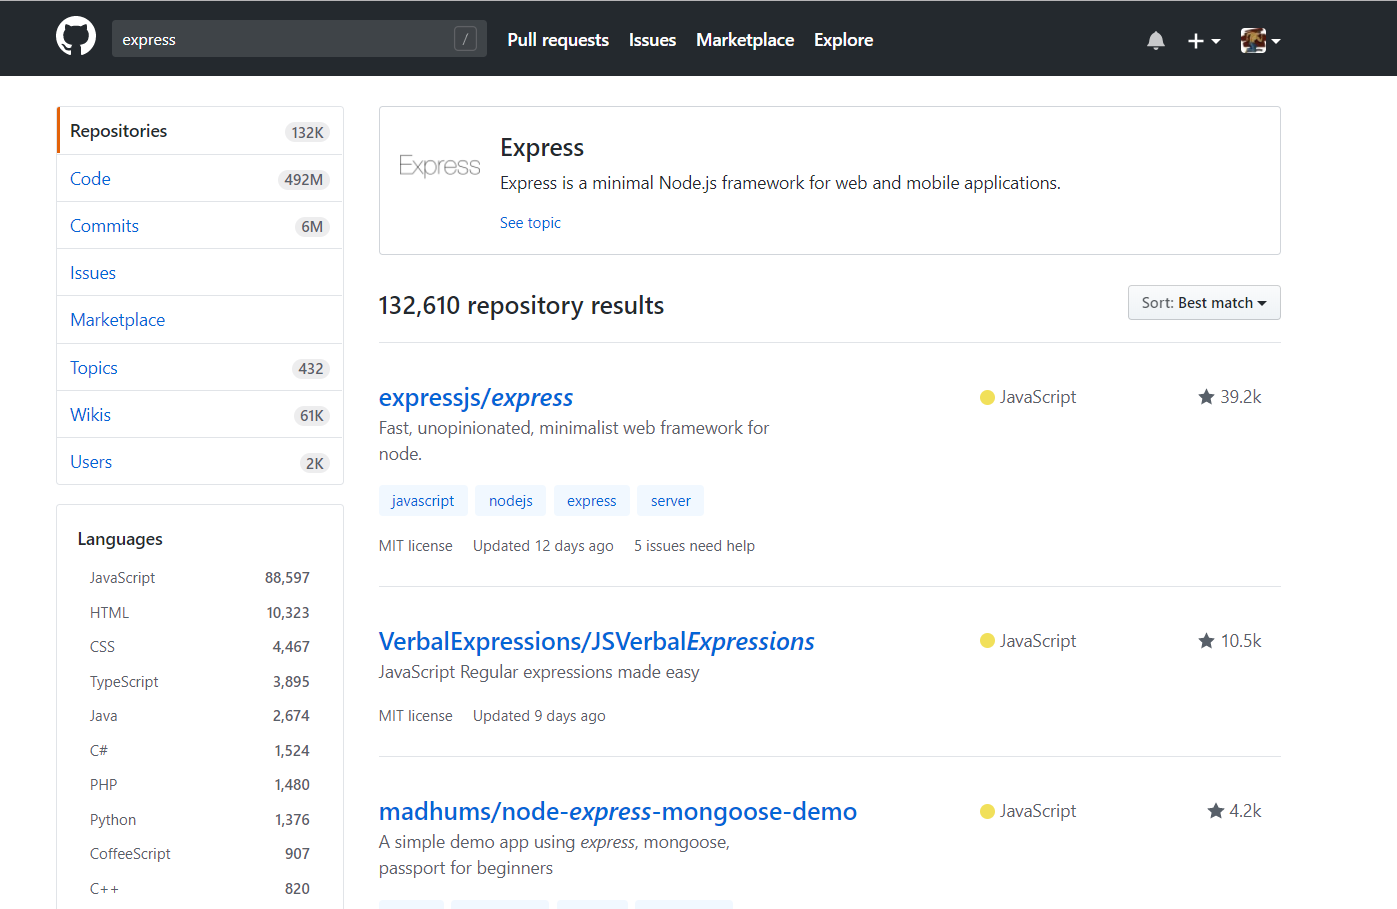 express /
Pull requests Issues Marketplace Explore
Repositories 132K
Code 492M
Commits 6M
Issues
Marketplace
Topics 432
Wikis 61K
Users 2K
Languages
JavaScript 88,597
HTML 10,323
CSS 4,467
TypeScript 3,895
Java 2,674
C# 1,524
PHP 1,480
Python 1,376
CoffeeScript 907
C++ 820
Express
Express
Express is a minimal Node.js framework for web and mobile applications.
See topic
132,610 repository results
Sort: Best match
expressjs/express
JavaScript
39.2k
Fast, unopinionated, minimalist web framework for
node.
javascript nodejs express server
MIT license Updated 12 days ago 5 issues need help
VerbalExpressions/JSVerbalExpressions
JavaScript
10.5k
JavaScript Regular expressions made easy
MIT license Updated 9 days ago
madhums/node-express-mongoose-demo
JavaScript
4.2k
A simple demo app using express, mongoose,
passport for beginners